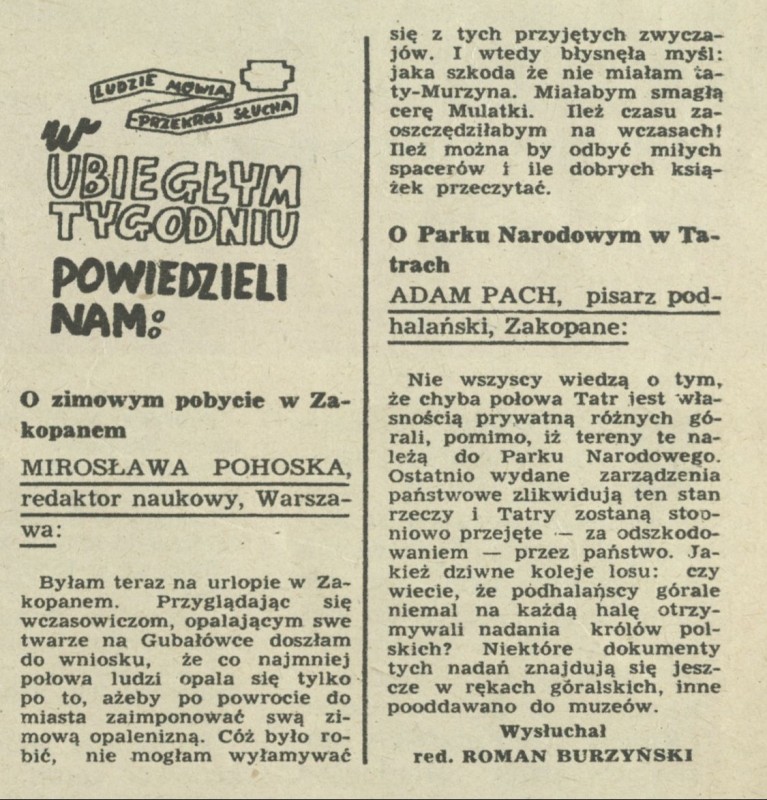 LUDZIE MÓWIĄ
PRZEKRÓJ SŁUCHA
W
UBIEGŁYM
TYGODNIU
POWIEDZIELI
NAM:
O zimowym pobycie w Za-
kopanem
MIROSŁAWA POHOSKA,
redaktor naukowy, Warsza-
wa:
Byłam teraz na urlopie w Za-
kopanem. Przyglądając się
wczasowiczom, opalającym swe
twarze na Gubałówce doszłam
do wniosku, że co najmniej
połowa ludzi opala się tylko
po to, ażeby po powrocie do
miasta zaimponować swą zi-
mową opalenizną. Cóż było ro-
bić, nie mogłam wyłamywać
się z tych przyjętych zwycza-
jów. I wtedy błysnęła myśl:
jaka szkoda że nie miałam ta-
ty-Murzyna. Miałabym smagłą
cerę Mulatki. Ileż czasu za-
oszczędziłabym na wczasach!
Ileż można by odbyć miłych
spacerów i ile dobrych ksią-
żek przeczytać.
O Parku Narodowym w Ta-
trach
ADAM PACH, pisarz pod-
halański, Zakopane:
Nie wszyscy wiedzą o tym,
że chyba połowa Tatr jest wła-
snością prywatną różnych gó-
rali, pomimo, iż tereny te na-
leżą do Parku Narodowego.
Ostatnio wydane zarządzenia
państwowe zlikwidują ten stan
rzeczy i Tatry zostaną stop-
niowo przejęte — za odszkodo-
waniem — przez państwo. Ja-
kież dziwne koleje losu: czy
wiecie, że podhalańscy górale
niemal na każdą halę otrzy-
mywali nadania królów pol-
skich? Niektóre dokumenty
tych nadań znajdują się jesz-
cze w rękach góralskich, inne
pooddawano do muzeów.
Wysłuchał
red. ROMAN BURZYŃSKI